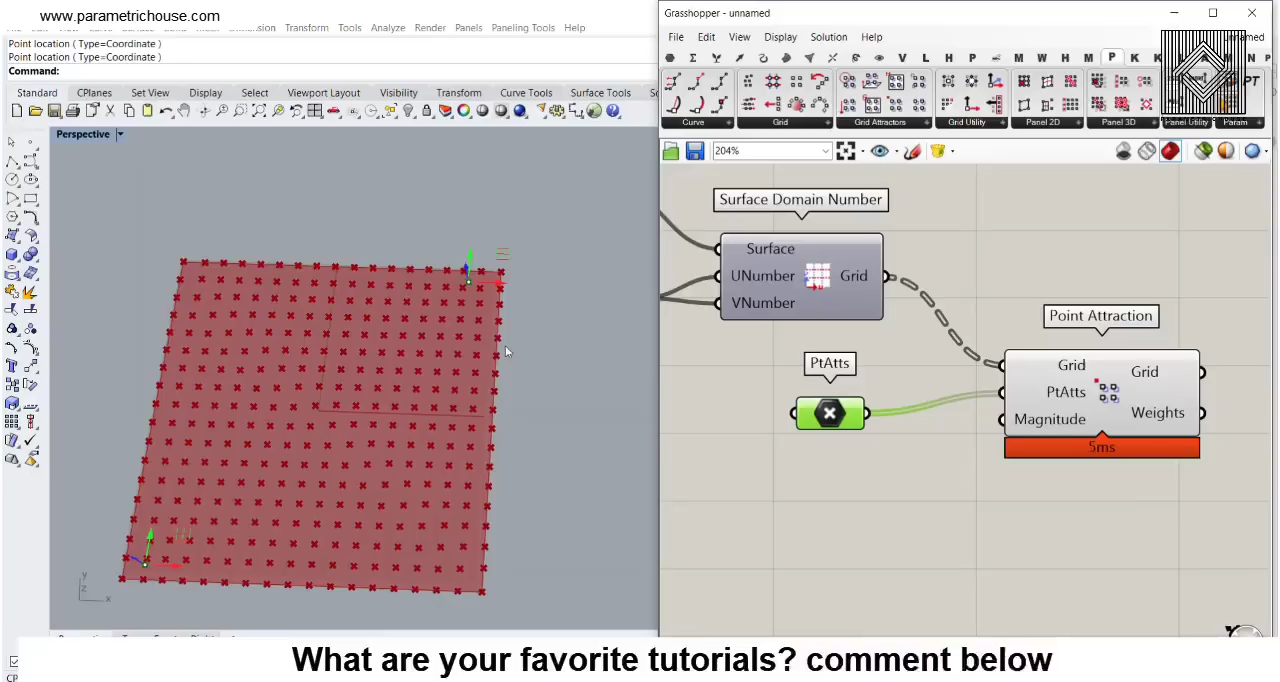 www.parametrichouse.com
Transform Tools Analyze Render Panels Paneling Tools Help
Point location ( Type=Coordinate )
Point location ( Type=Coordinate )
Command:
Standard CPlanes Set View Display Select Viewport Layout Visibility Transform Curve Tools Surface Tools
Perspective
Grasshopper - unnamed
File Edit View Display Solution Help
V L H P M W H M P K K
Curve Grid Grid Attractors Grid Utility Panel 2D Panel 3D Panel Utility Param
204%
Surface Domain Number
Surface
UNumber Grid
VNumber
Point Attraction
PtAtts
Grid
Grid
PtAtts
Weights
Magnitude
5ms
y
z
x
What are your favorite tutorials? comment below